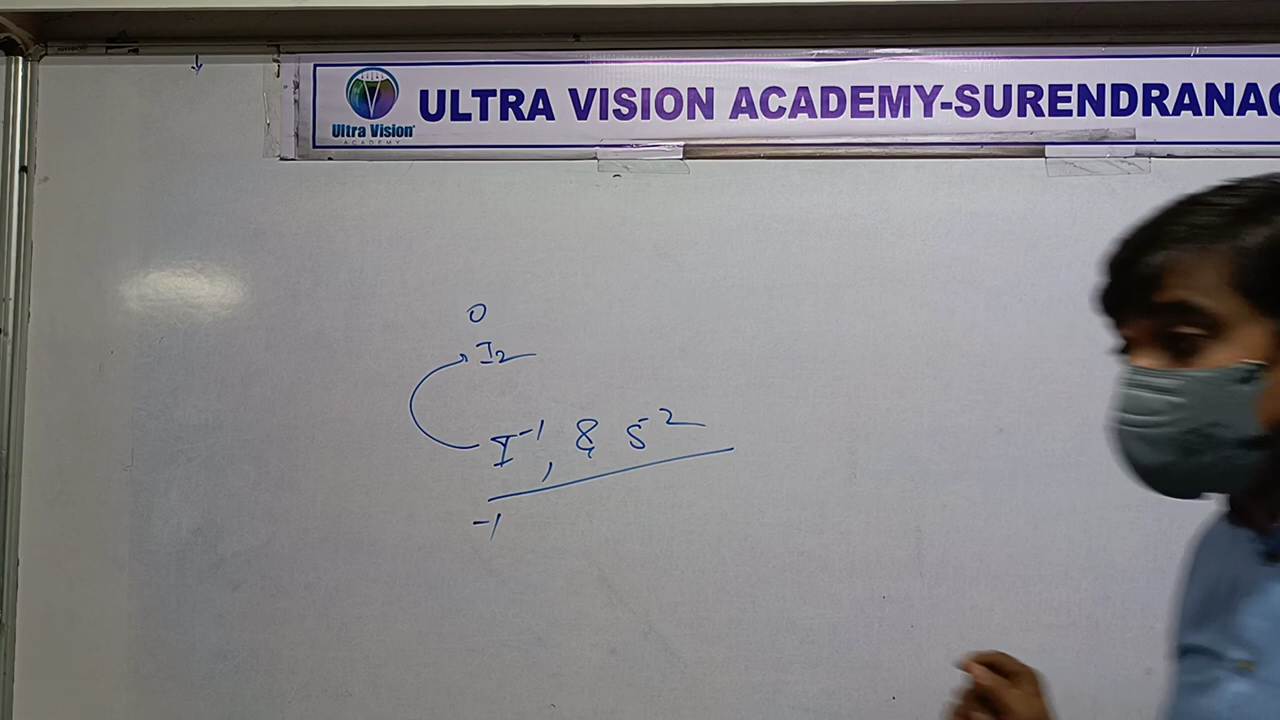 ULTRA VISION ACADEMY-SURENDRANAG
Ultra Vision
ACADEMY
0
I₂
I⁻¹, & S⁻²
-1